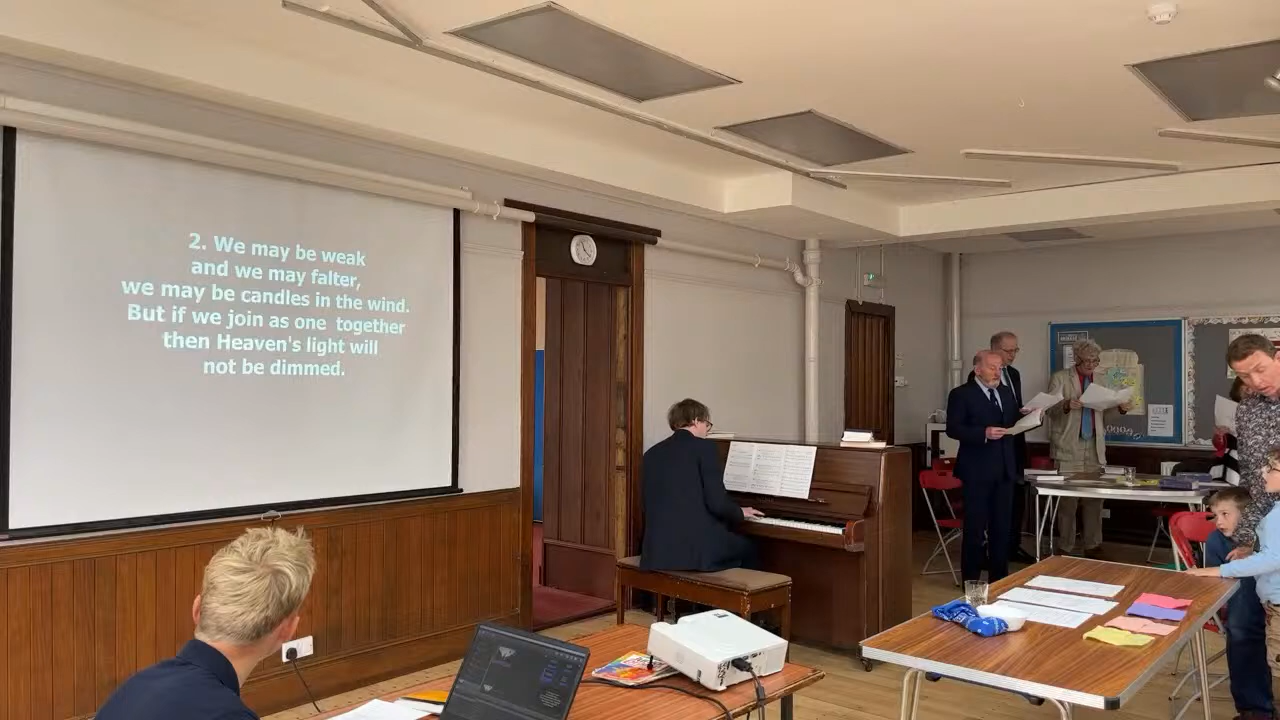 2. We may be weak
and we may falter,
we may be candles in the wind.
But if we join as one together
then Heaven's light will
not be dimmed.